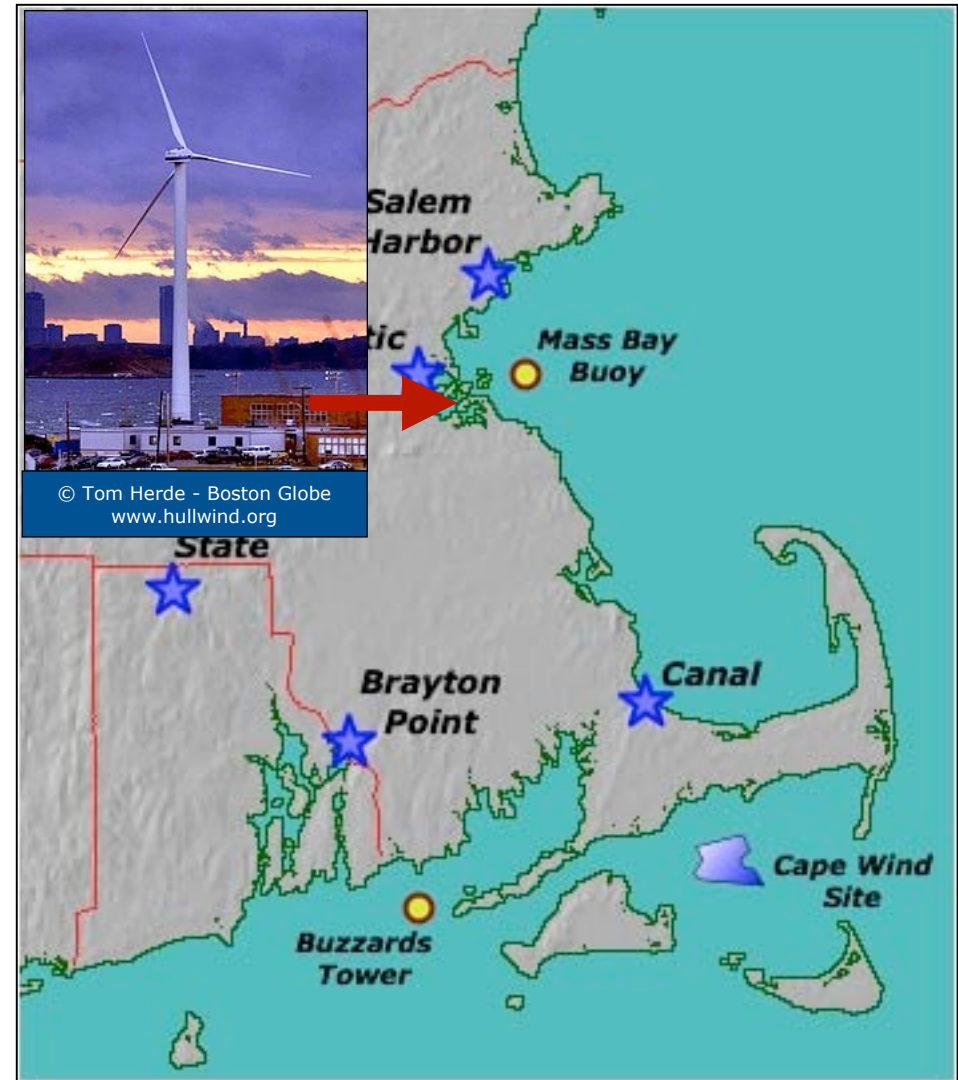 Salem
Harbor
tic
Mass Bay
Buoy
© Tom Herde - Boston Globe
www.hullwind.org
State
Brayton
Point
Canal
Cape Wind
Site
Buzzards
Tower